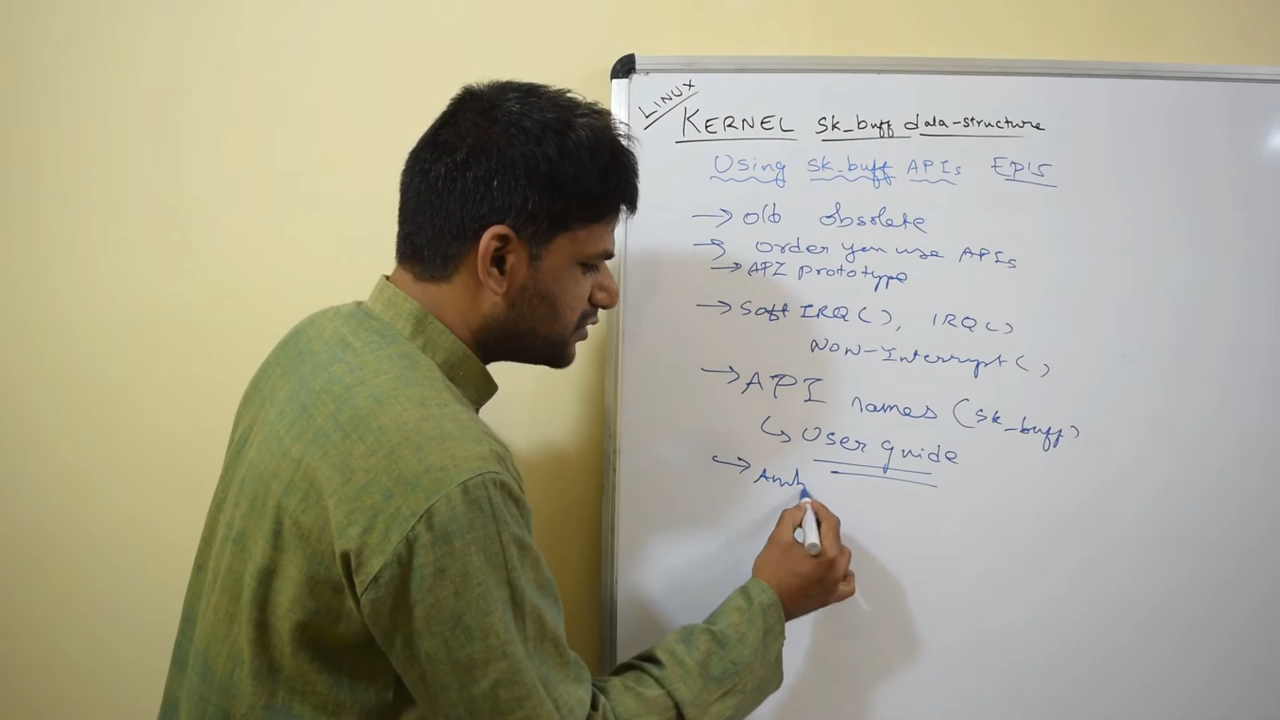 LINUX
KERNEL sk_buff data-structure
Using sk_buff APIs EP15
→ old obsolete
→ order you use APIs
→ API prototype
→ Soft IRQ(), IRQ()
NON-Interrupt()
→ API names (sk_buff)
↳ User guide
→ Amb